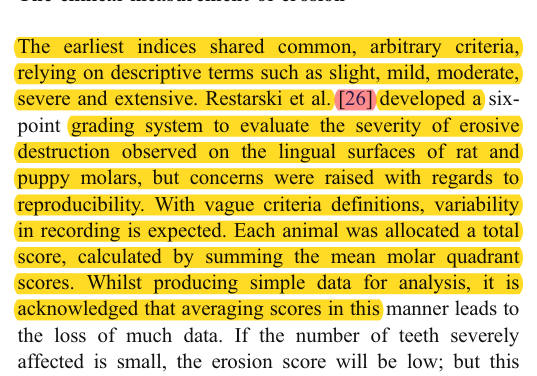 The clinical measurement of erosion
The earliest indices shared common, arbitrary criteria,
relying on descriptive terms such as slight, mild, moderate,
severe and extensive. Restarski et al. [26] developed a six-
point grading system to evaluate the severity of erosive
destruction observed on the lingual surfaces of rat and
puppy molars, but concerns were raised with regards to
reproducibility. With vague criteria definitions, variability
in recording is expected. Each animal was allocated a total
score, calculated by summing the mean molar quadrant
scores. Whilst producing simple data for analysis, it is
acknowledged that averaging scores in this manner leads to
the loss of much data. If the number of teeth severely
affected is small, the erosion score will be low; but this